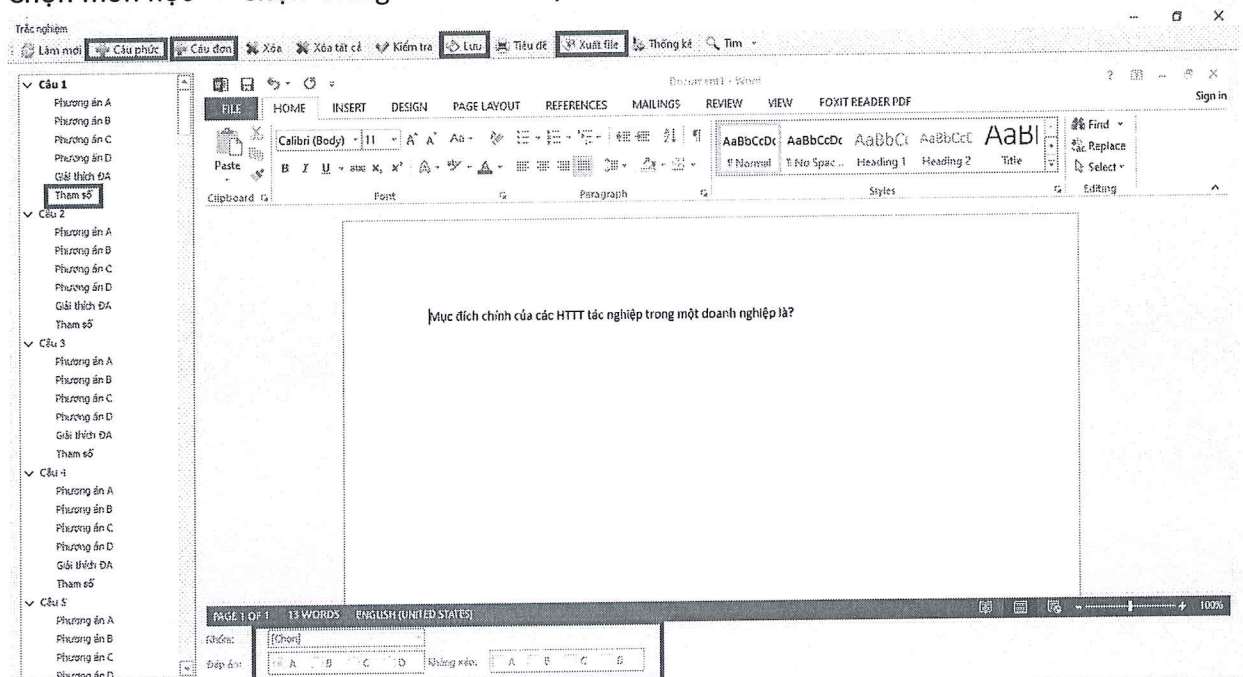 Trắc nghiệm
Làm mới Câu phức Câu đơn Xóa Xóa tất cả Kiểm tra Lưu Tiêu đề Xuất file Thống kê Tìm
Câu 1
Phương án A
Phương án B
Phương án C
Phương án D
Giải thích ĐA
Tham số
Câu 2
Phương án A
Phương án B
Phương án C
Phương án D
Giải thích ĐA
Tham số
Câu 3
Phương án A
Phương án B
Phương án C
Phương án D
Giải thích ĐA
Tham số
Câu 4
Phương án A
Phương án B
Phương án C
Phương án D
Giải thích ĐA
Tham số
Câu 5
Phương án A
Phương án B
Phương án C
Phương án D
Document1 - Word
Sign in
FILE HOME INSERT DESIGN PAGE LAYOUT REFERENCES MAILINGS REVIEW VIEW FOXIT READER PDF
Paste
Calibri (Body) 11
AaBbCcDc AaBbCcDc AaBbCc AaBbCcC AaBl
¶ Normal ¶ No Spac... Heading 1 Heading 2 Title
Find
Replace
Select
Clipboard Font Paragraph Styles Editing
Mục đích chính của các HTTT tác nghiệp trong một doanh nghiệp là?
PAGE 1 OF 1 13 WORDS ENGLISH (UNITED STATES) 100%
Nhóm: [Chọn]
Đáp án: A B C D Không xáo: A B C D